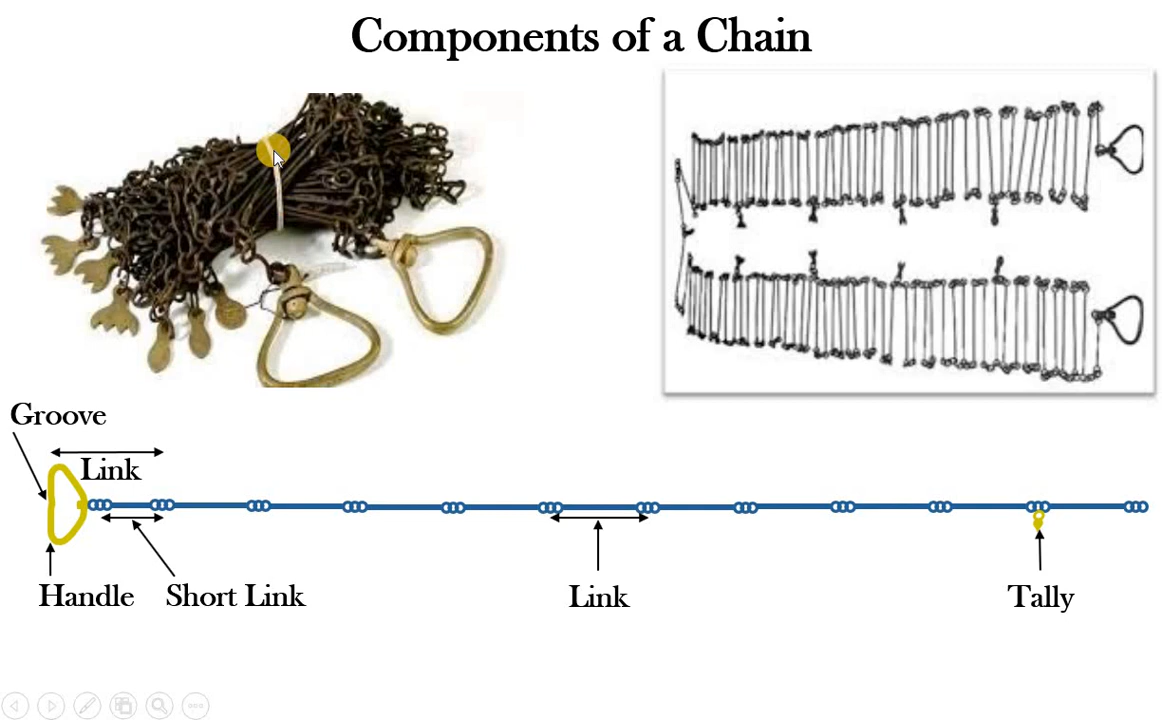 Components of a Chain
Groove
Link
Handle
Short Link
Link
Tally